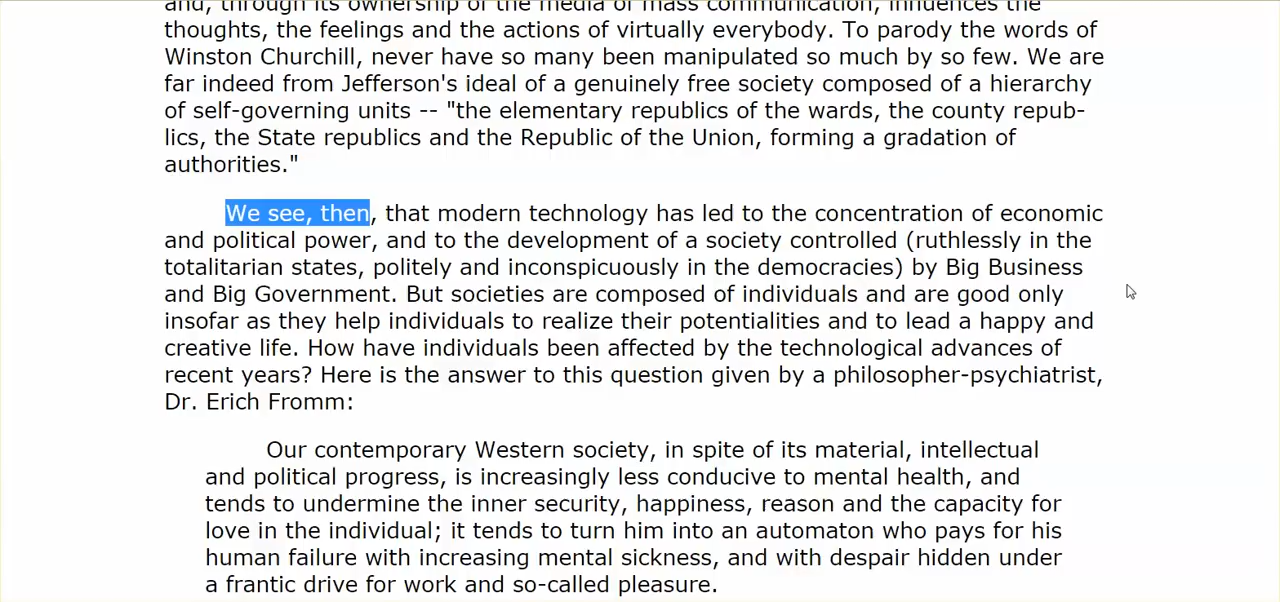 and, through its ownership of the media of mass communication, influences the
thoughts, the feelings and the actions of virtually everybody. To parody the words of
Winston Churchill, never have so many been manipulated so much by so few. We are
far indeed from Jefferson's ideal of a genuinely free society composed of a hierarchy
of self-governing units -- "the elementary republics of the wards, the county repub-
lics, the State republics and the Republic of the Union, forming a gradation of
authorities."
We see, then, that modern technology has led to the concentration of economic
and political power, and to the development of a society controlled (ruthlessly in the
totalitarian states, politely and inconspicuously in the democracies) by Big Business
and Big Government. But societies are composed of individuals and are good only
insofar as they help individuals to realize their potentialities and to lead a happy and
creative life. How have individuals been affected by the technological advances of
recent years? Here is the answer to this question given by a philosopher-psychiatrist,
Dr. Erich Fromm:
Our contemporary Western society, in spite of its material, intellectual
and political progress, is increasingly less conducive to mental health, and
tends to undermine the inner security, happiness, reason and the capacity for
love in the individual; it tends to turn him into an automaton who pays for his
human failure with increasing mental sickness, and with despair hidden under
a frantic drive for work and so-called pleasure.